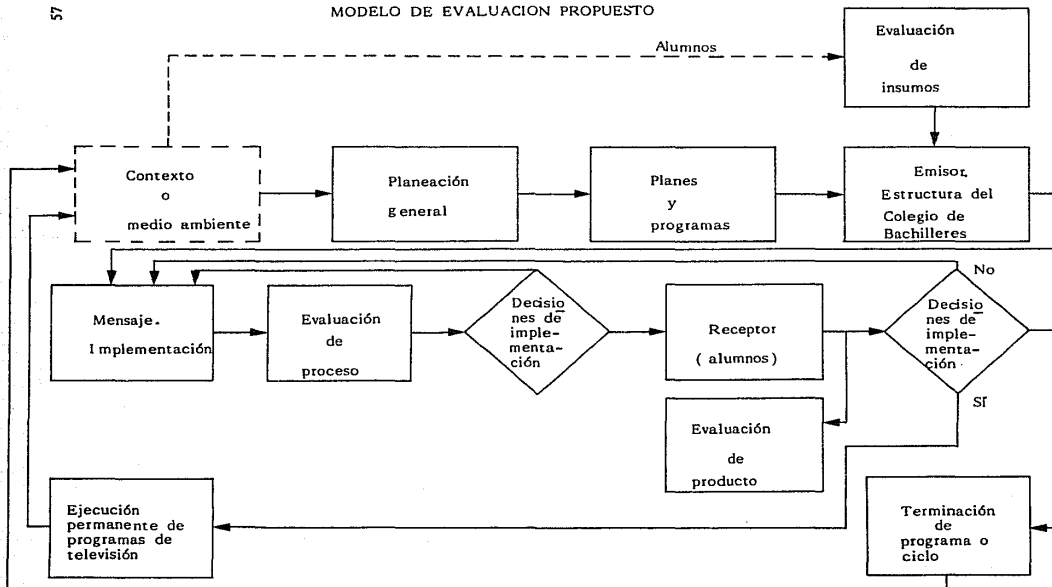 57
MODELO DE EVALUACION PROPUESTO
Alumnos
Evaluación
de
insumos
Contexto
o
medio ambiente
Planeación
general
Planes
y
programas
Emisor.
Estructura del
Colegio de
Bachilleres
Mensaje.
Implementación
Evaluación
de
proceso
Decisio
nes de
imple-
menta-
ción
Receptor
(alumnos)
No
Decisio
nes de
imple-
menta-
ción
SI
Evaluación
de
producto
Ejecución
permanente de
programas de
televisión
Terminación
de
programa o
ciclo